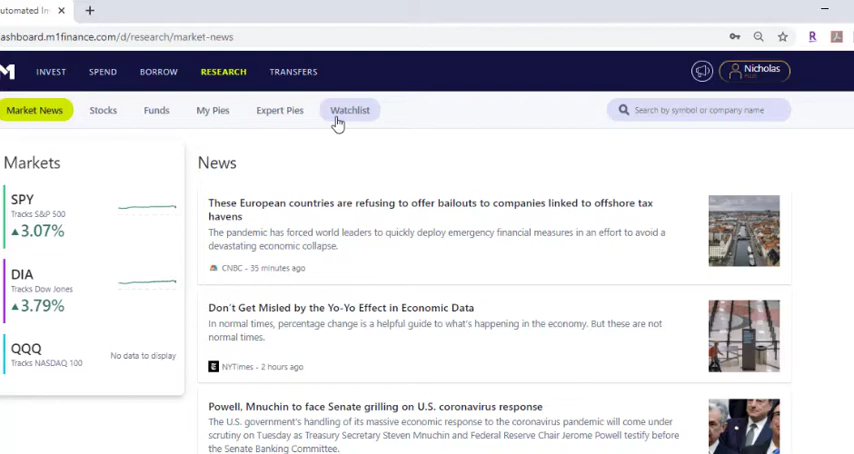 utomated In
ashboard.m1finance.com/d/research/market-news
INVEST SPEND BORROW RESEARCH TRANSFERS Nicholas
PLUS
Market News Stocks Funds My Pies Expert Pies Watchlist Search by symbol or company name
Markets
SPY
Tracks S&P 500
3.07%
DIA
Tracks Dow Jones
3.79%
QQQ
Tracks NASDAQ 100
No data to display
News
These European countries are refusing to offer bailouts to companies linked to offshore tax
havens
The pandemic has forced world leaders to quickly deploy emergency financial measures in an effort to avoid a
devastating economic collapse.
CNBC - 35 minutes ago
Don't Get Misled by the Yo-Yo Effect in Economic Data
In normal times, percentage change is a helpful guide to what's happening in the economy. But these are not
normal times.
NYTimes - 2 hours ago
Powell, Mnuchin to face Senate grilling on U.S. coronavirus response
The U.S. government's handling of its massive economic response to the coronavirus pandemic will come under
scrutiny on Tuesday as Treasury Secretary Steven Mnuchin and Federal Reserve Chair Jerome Powell testify before
the Senate Banking Committee.